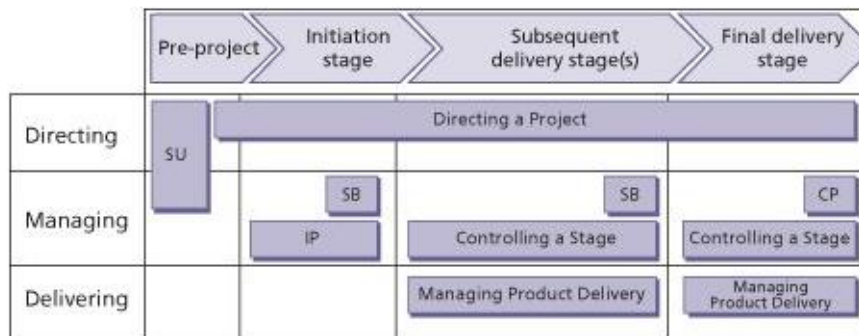 Pre-project
Initiation
stage
Subsequent
delivery stage(s)
Final delivery
stage
Directing
SU
Directing a Project
Managing
SB
SB
CP
IP
Controlling a Stage
Controlling a Stage
Delivering
Managing Product Delivery
Managing
Product Delivery